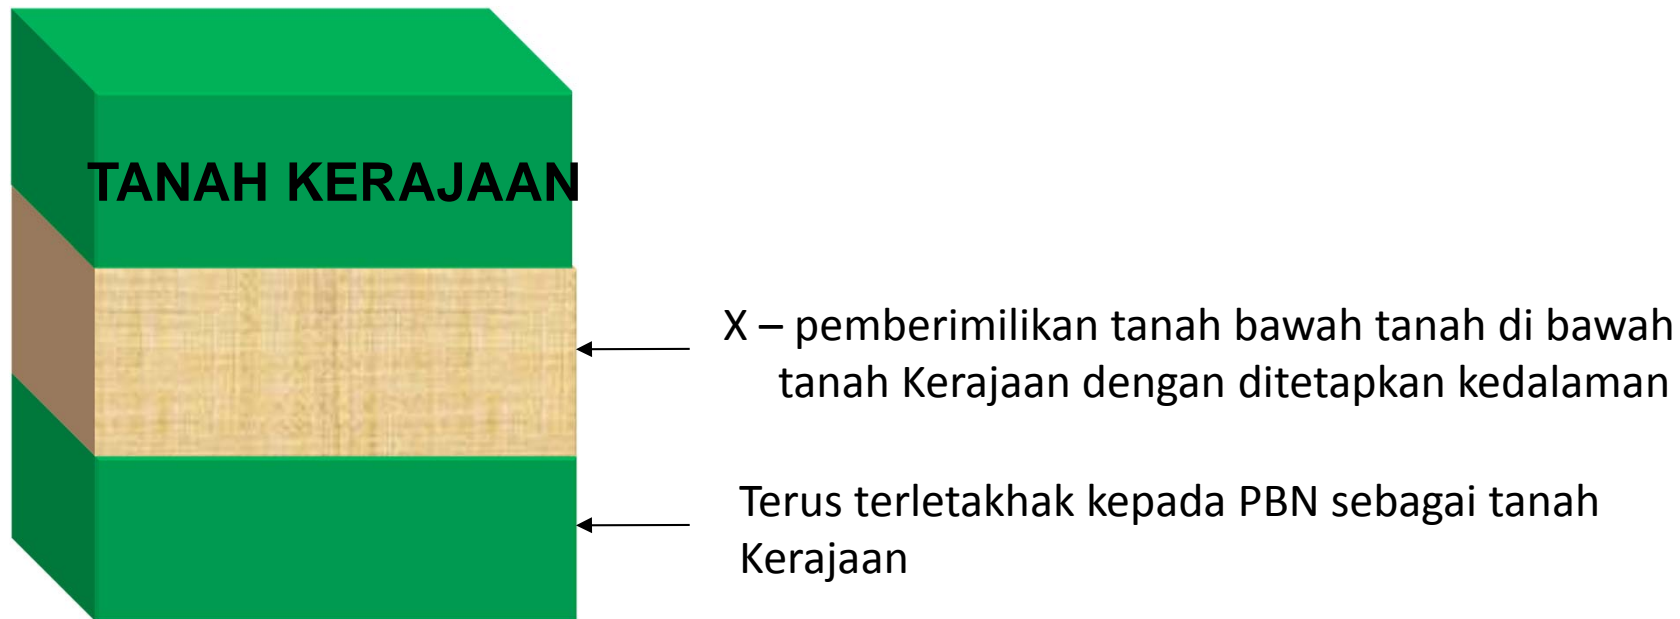 TANAH KERAJAAN
X – pemberimilikan tanah bawah tanah di bawah
tanah Kerajaan dengan ditetapkan kedalaman
Terus terletakhak kepada PBN sebagai tanah
Kerajaan